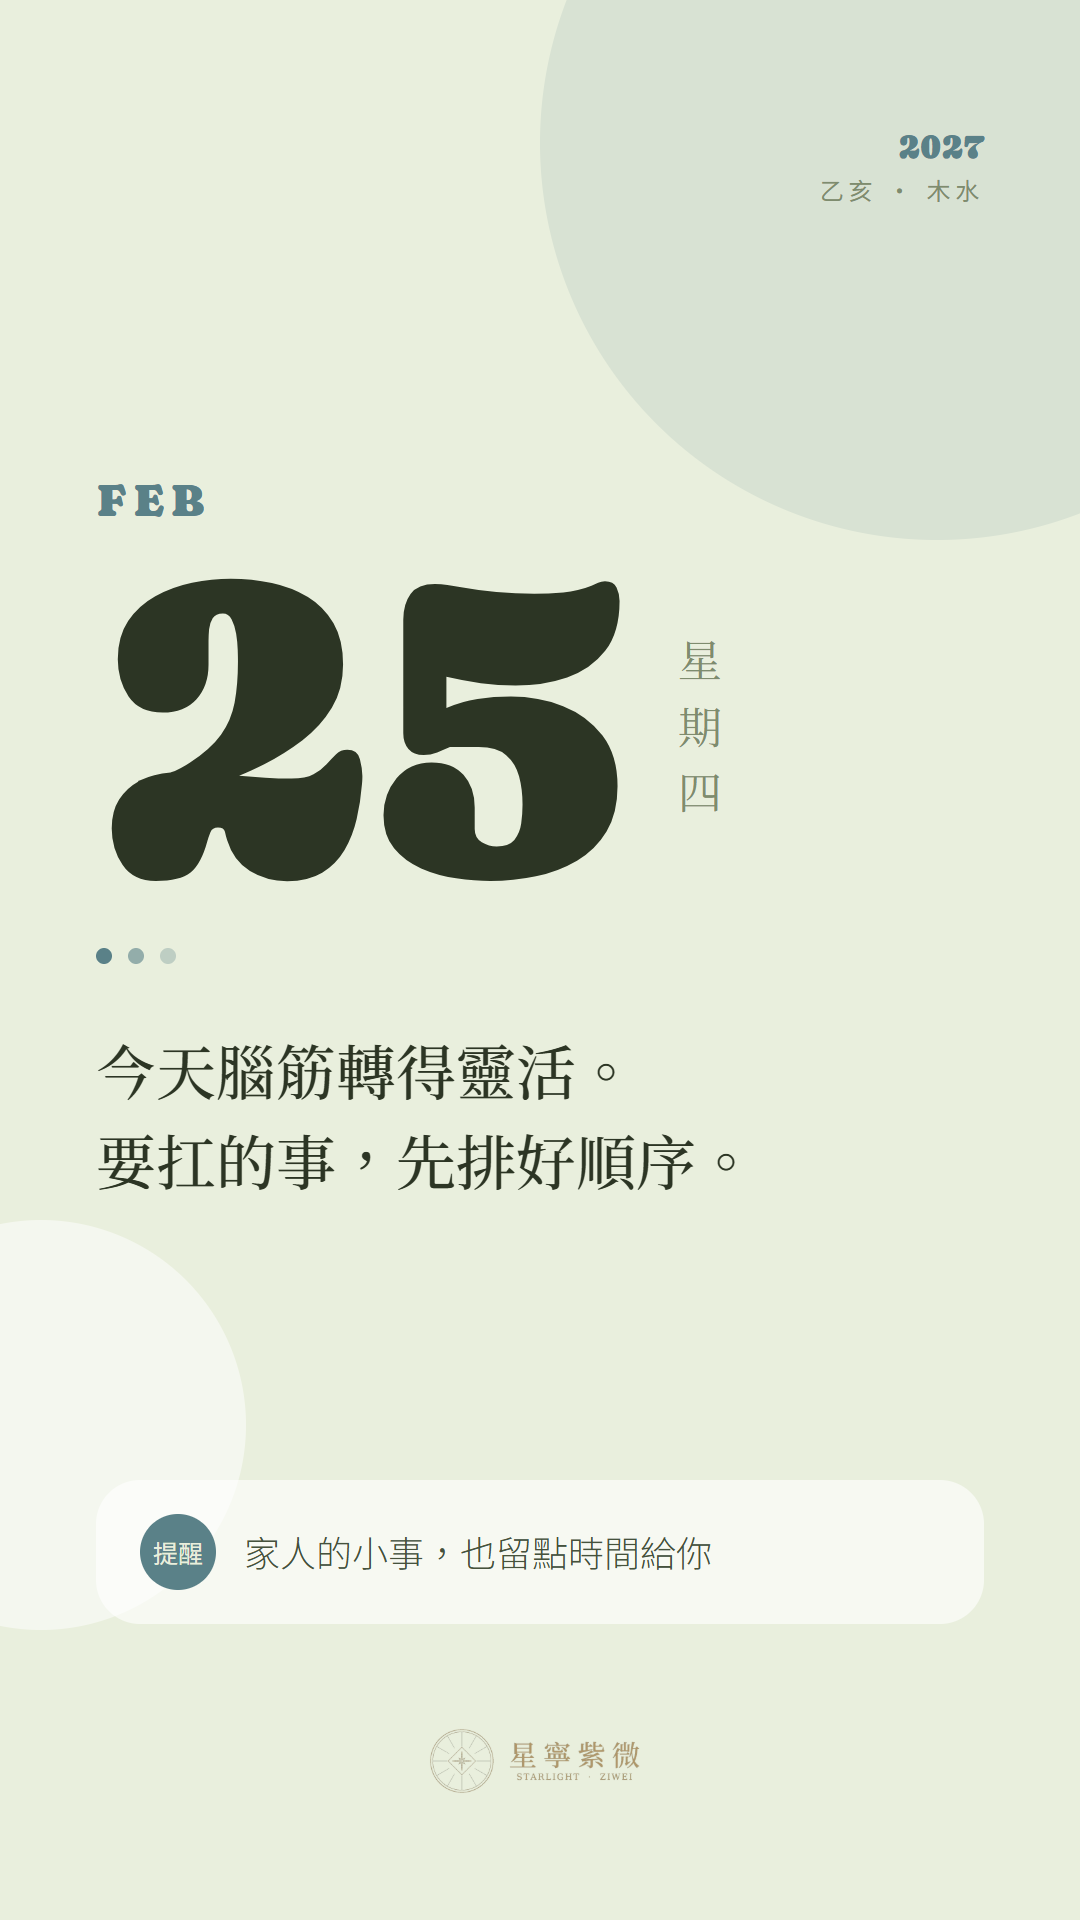 2027
乙亥 • 木水
FEB
25
星期四
今天腦筋轉得靈活。
要扛的事，先排好順序。
提醒
家人的小事，也留點時間給你
星寧紫微
STARLIGHT · ZIWEI